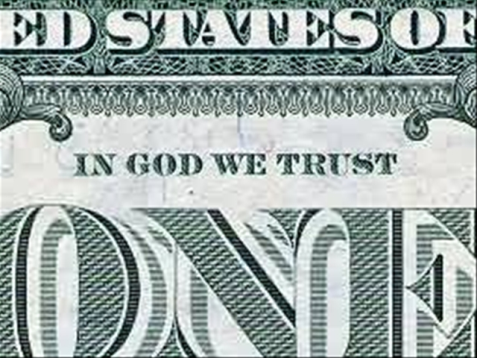 ED STATES OF
IN GOD WE TRUST
ONE